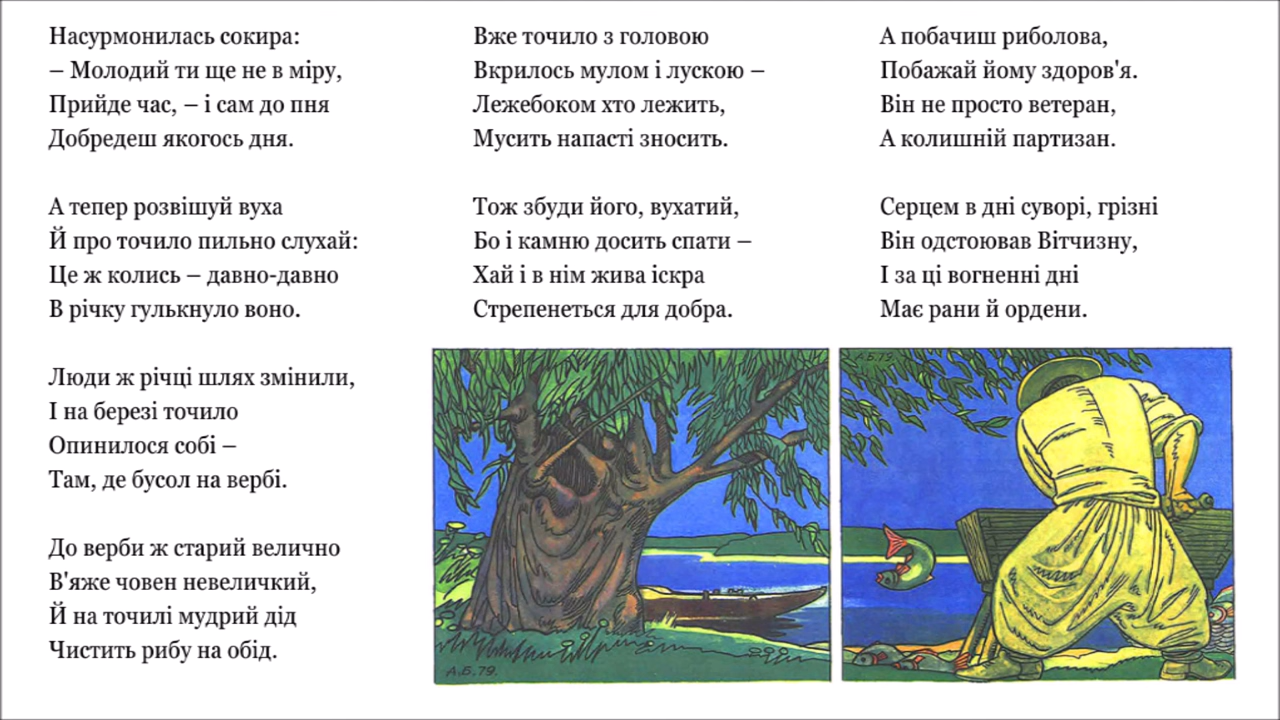 Насурмонилась сокира:
– Молодий ти ще не в міру,
Прийде час, – і сам до пня
Добредеш якогось дня.
А тепер розвішуй вуха
Й про точило пильно слухай:
Це ж колись – давно-давно
В річку гулькнуло воно.
Люди ж річці шлях змінили,
І на березі точило
Опинилося собі –
Там, де бусол на вербі.
До верби ж старий велично
В'яже човен невеличкий,
Й на точилі мудрий дід
Чистить рибу на обід.
Вже точило з головою
Вкрилось мулом і лускою –
Лежебоком хто лежить,
Мусить напасті зносить.
Тож збуди його, вухатий,
Бо і камню досить спати –
Хай і в нім жива іскра
Стрепенеться для добра.
А побачиш риболова,
Побажай йому здоров'я.
Він не просто ветеран,
А колишній партизан.
Серцем в дні суворі, грізні
Він одстоював Вітчизну,
І за ці вогненні дні
Має рани й ордени.
А.Б.79.
А.Б.79.